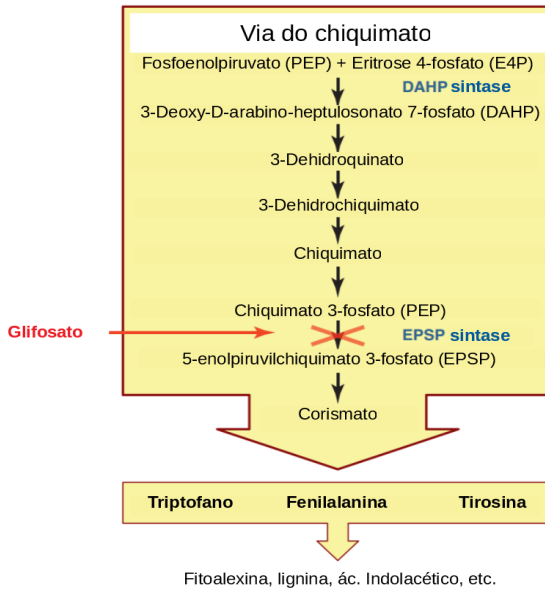 Via do chiquimato
Fosfoenolpiruvato (PEP) + Eritrose 4-fosfato (E4P)
DAHP sintase
3-Deoxy-D-arabino-heptulosonato 7-fosfato (DAHP)
3-Dehidroquinato
3-Dehidrochiquimato
Chiquimato
Chiquimato 3-fosfato (PEP)
Glifosato
EPSP sintase
5-enolpiruvilchiquimato 3-fosfato (EPSP)
Corismato
Triptofano Fenilalanina Tirosina
Fitoalexina, lignina, ác. Indolacético, etc.